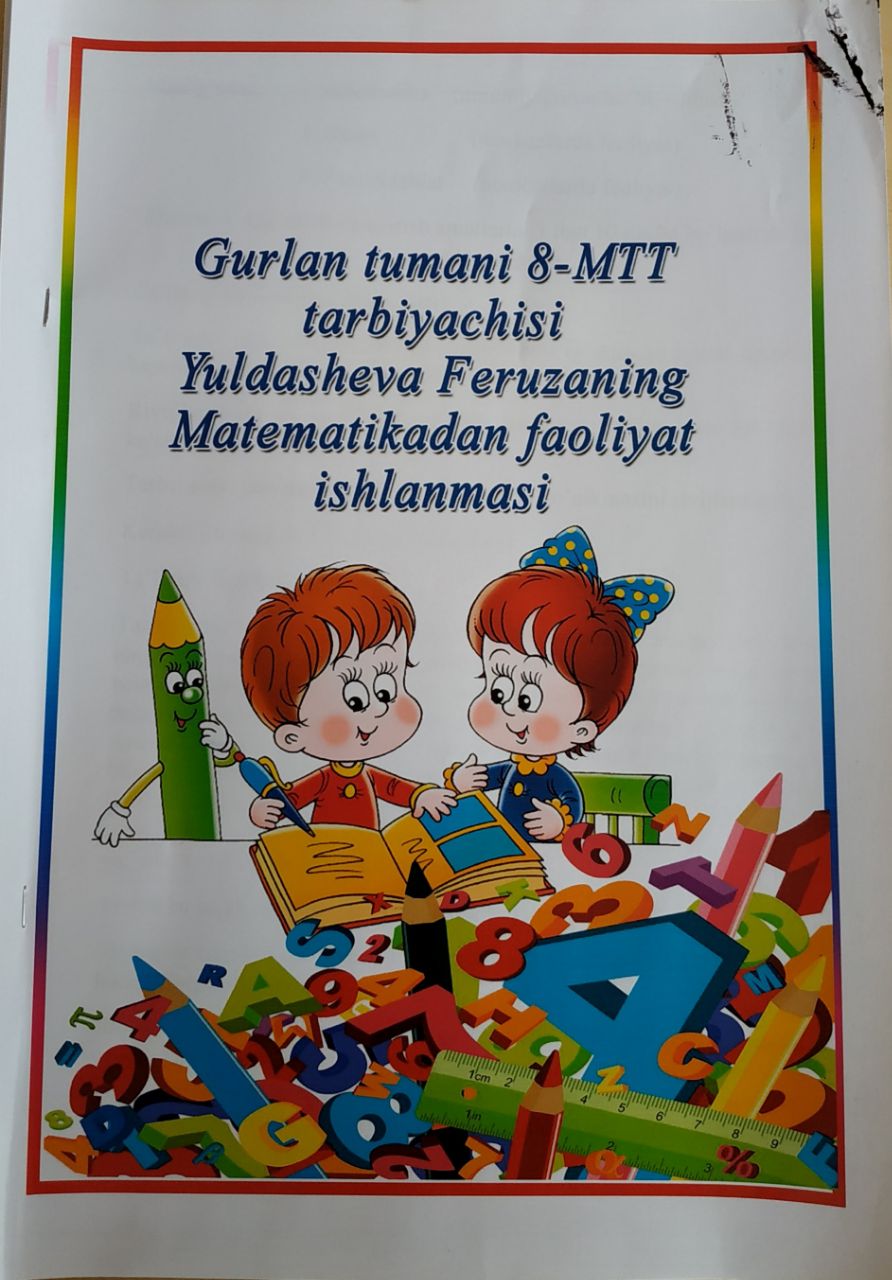 Gurlan tumani 8-MTT
tarbiyachisi
Yuldasheva Feruzaning
Matematikadan faoliyat
ishlanmasi